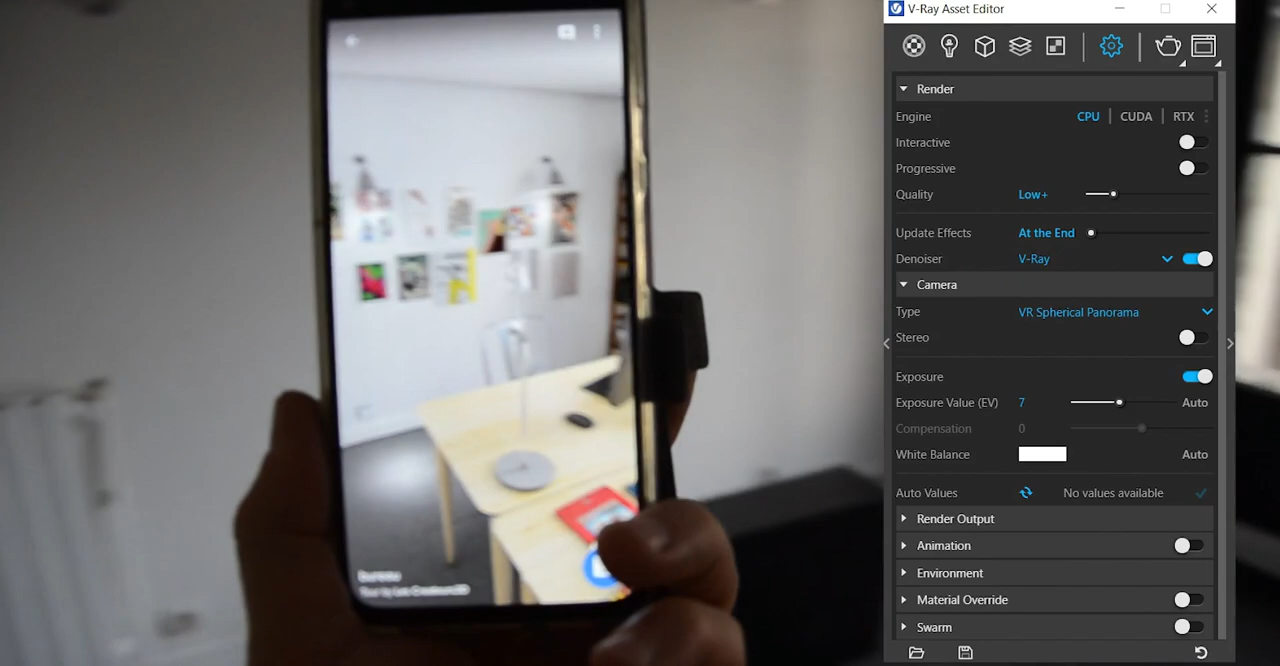 V-Ray Asset Editor
Render
Engine CPU | CUDA | RTX
Interactive
Progressive
Quality Low+
Update Effects At the End
Denoiser V-Ray
Camera
Type VR Spherical Panorama
Stereo
Exposure
Exposure Value (EV) 7 Auto
Compensation 0
White Balance Auto
Auto Values No values available
Render Output
Animation
Environment
Material Override
Swarm